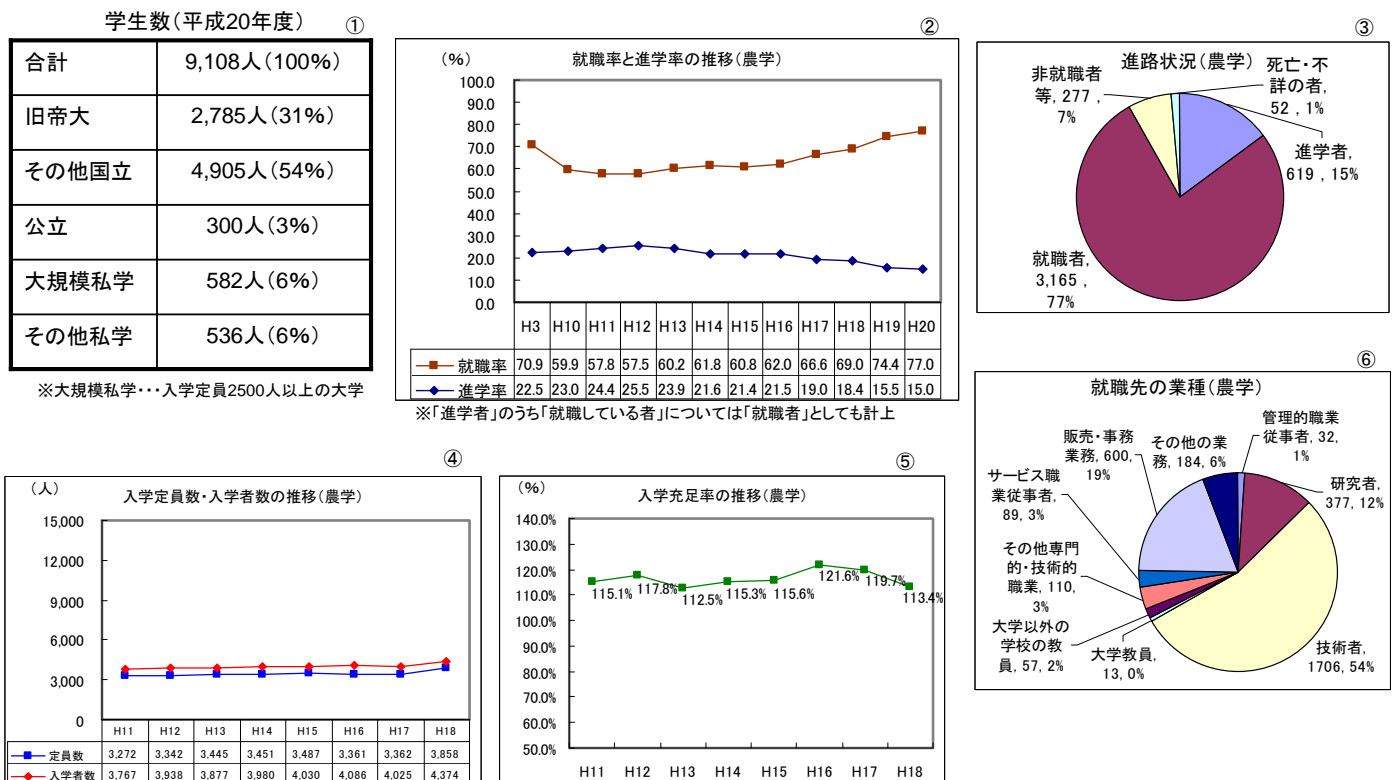 学生数(平成20年度)
①
合計 9,108人(100%)
旧帝大 2,785人(31%)
その他国立 4,905人(54%)
公立 300人(3%)
大規模私学 582人(6%)
その他私学 536人(6%)
※大規模私学・・・入学定員2500人以上の大学
②
(%)
就職率と進学率の推移(農学)
100.0
90.0
80.0
70.0
60.0
50.0
40.0
30.0
20.0
10.0
0.0
H3 H10 H11 H12 H13 H14 H15 H16 H17 H18 H19 H20
就職率 70.9 59.9 57.8 57.5 60.2 61.8 60.8 62.0 66.6 69.0 74.4 77.0
進学率 22.5 23.0 24.4 25.5 23.9 21.6 21.4 21.5 19.0 18.4 15.5 15.0
※「進学者」のうち「就職している者」については「就職者」としても計上
③
進路状況(農学)
非就職者
等, 277 ,
7%
死亡・不
詳の者,
52 , 1%
進学者,
619 , 15%
就職者,
3,165 ,
77%
④
(人)
入学定員数・入学者数の推移(農学)
15,000
12,000
9,000
6,000
3,000
0
H11 H12 H13 H14 H15 H16 H17 H18
定員数 3,272 3,342 3,445 3,451 3,487 3,361 3,362 3,858
入学者数 3,767 3,938 3,877 3,980 4,030 4,086 4,025 4,374
⑤
(%)
入学充足率の推移(農学)
140.0%
130.0%
120.0%
110.0%
100.0%
90.0%
80.0%
70.0%
60.0%
50.0%
115.1% 117.8% 112.5% 115.3% 115.6% 121.6% 119.7% 113.4%
H11 H12 H13 H14 H15 H16 H17 H18
⑥
就職先の業種(農学)
管理的職業
従事者, 32,
1%
研究者,
377, 12%
技術者,
1706, 54%
大学教員,
13, 0%
大学以外の
学校の教
員, 57, 2%
その他専門
的・技術的
職業, 110,
3%
サービス職
業従事者,
89, 3%
販売・事務
業務, 600,
19%
その他の業
務, 184, 6%